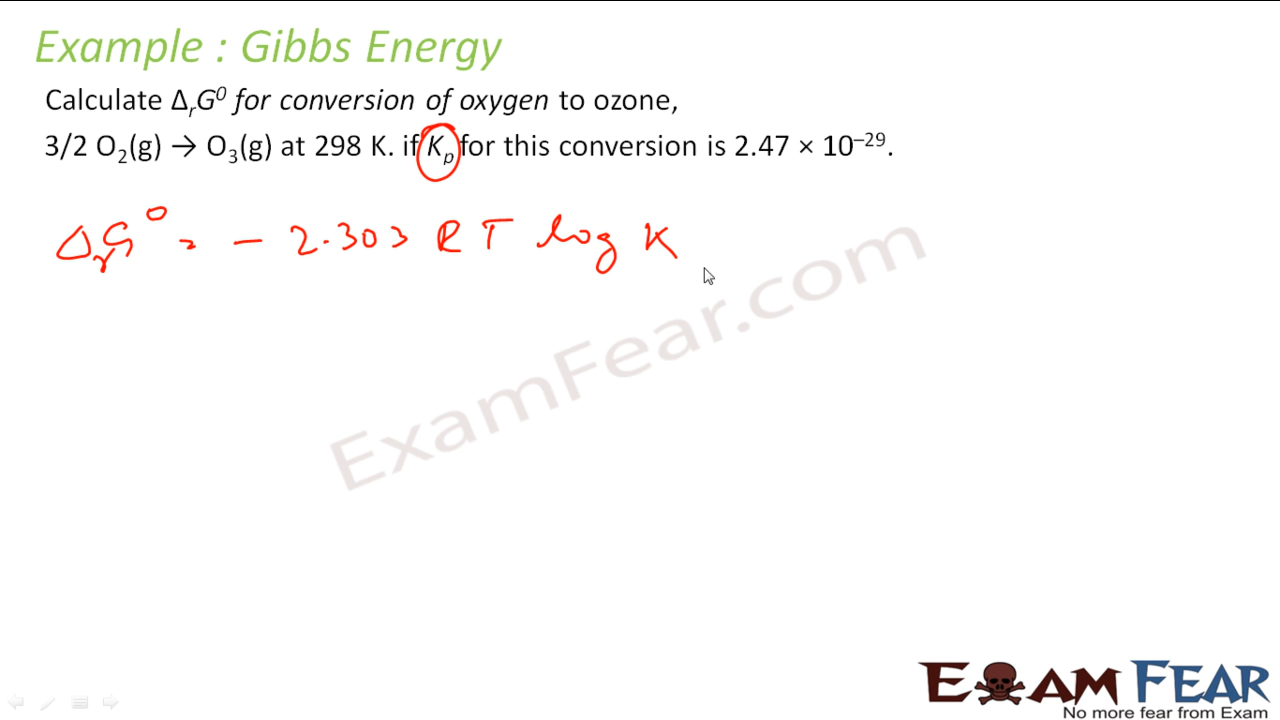 Example : Gibbs Energy
Calculate ΔrG⁰ for conversion of oxygen to ozone,
3/2 O₂(g) → O₃(g) at 298 K. if Kₚ for this conversion is 2.47 × 10⁻²⁹.
ΔrG⁰ = − 2.303 RT log K
ExamFear.com
EXAM FEAR
No more fear from Exam